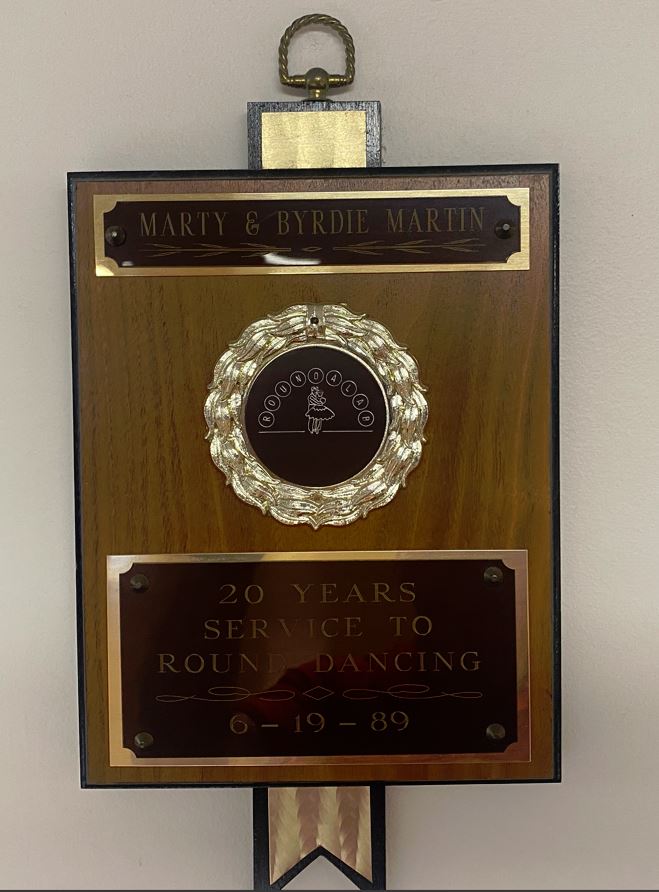 MARTY & BYRDIE MARTIN
ROUNDALAB
20 YEARS
SERVICE TO
ROUND DANCING
6 – 19 – 89